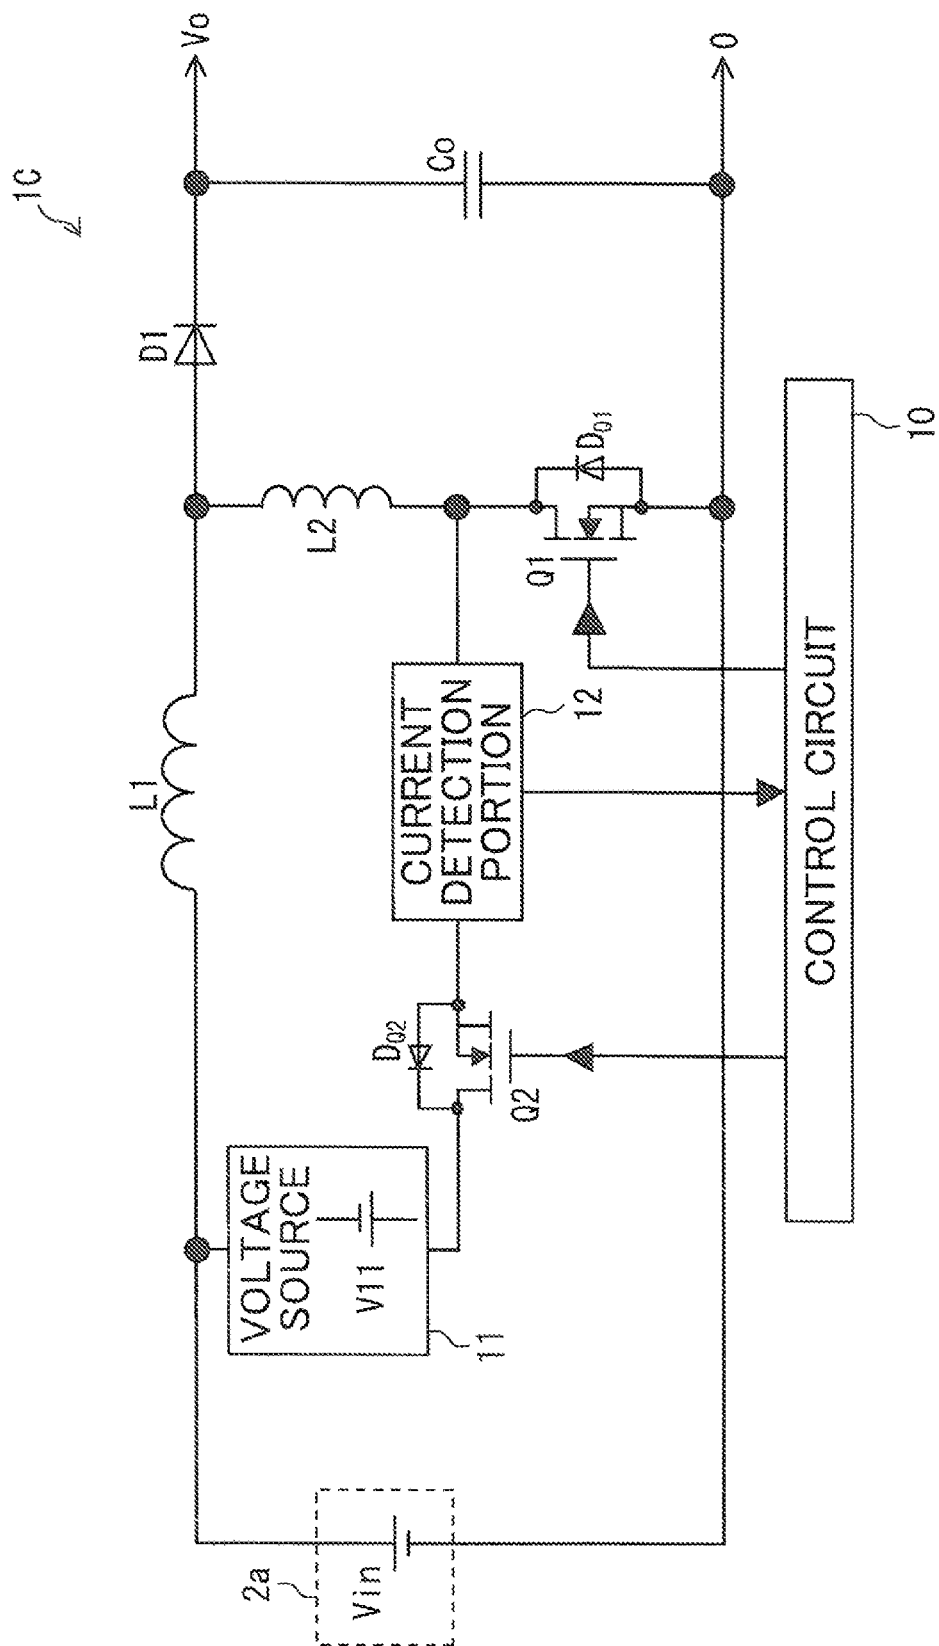 1C
Vo
D1
Co
0
L1
L2
Q1
DQ1
CURRENT
DETECTION
PORTION
12
DQ2
Q2
VOLTAGE
SOURCE
V11
11
2a
Vin
CONTROL CIRCUIT
10